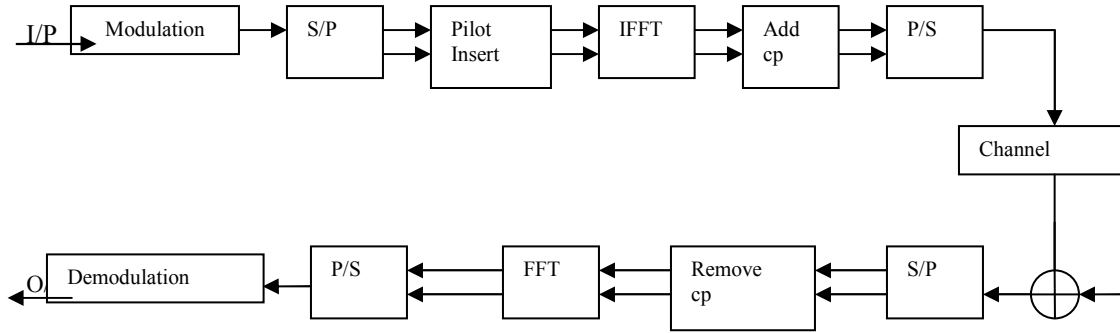 I/P
Modulation
S/P
Pilot
Insert
IFFT
Add
cp
P/S
Channel
O/
Demodulation
P/S
FFT
Remove
cp
S/P